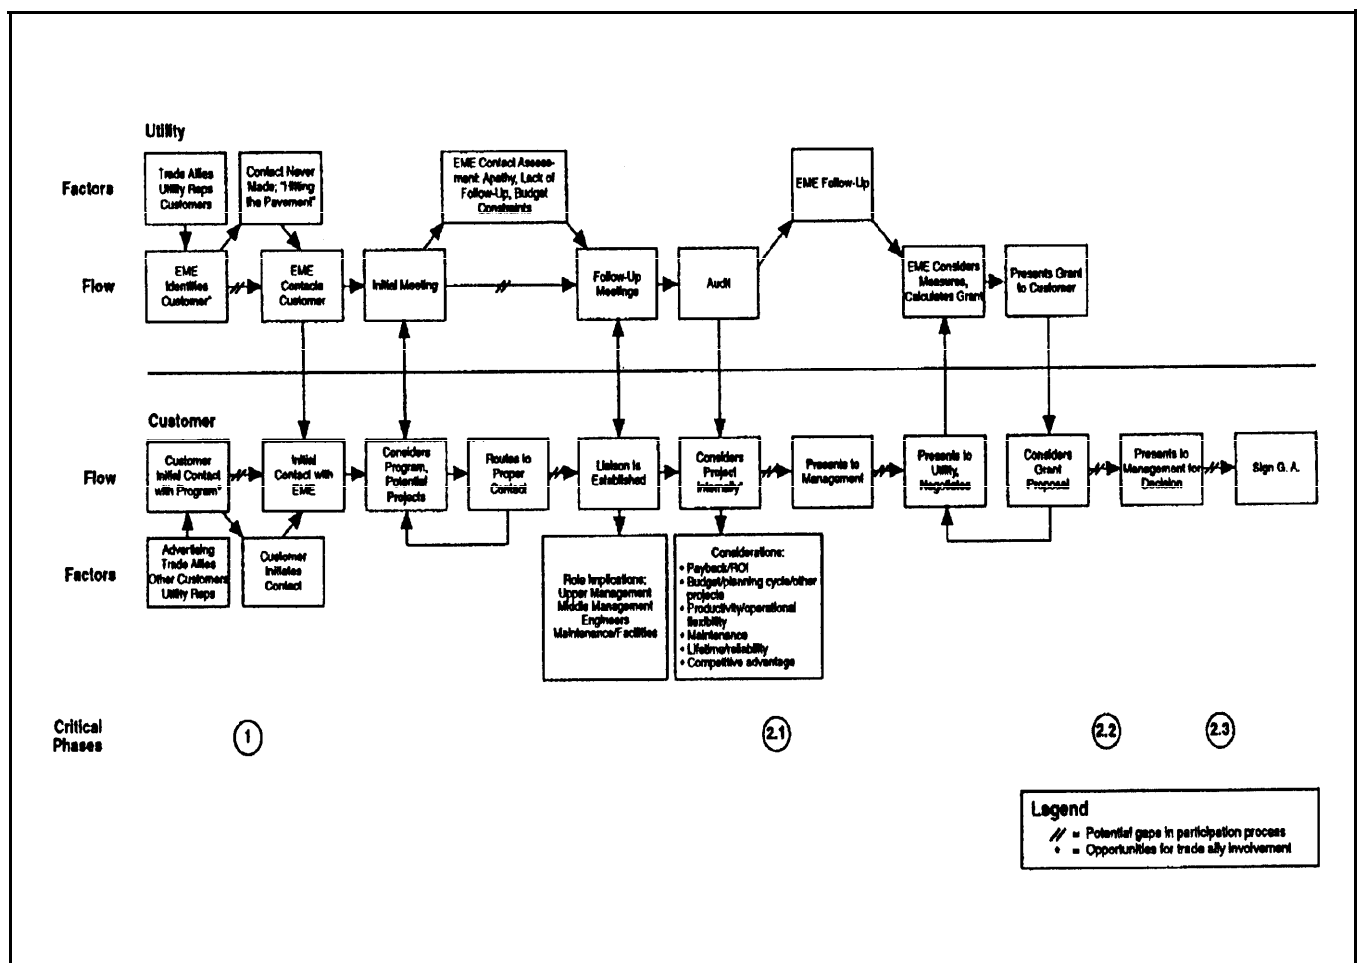 Utility
Factors
Trade Allies
Utility Reps
Customers
Contact Never
Made; "Hitting
the Pavement"
EME Contact Assess-
ment: Apathy, Lack of
Follow-Up, Budget
Constraints
EME Follow-Up
Flow
EME
Identifies
Customer*
EME
Contacts
Customer
Initial Meeting
Follow-Up
Meetings
Audit
EME Considers
Measures,
Calculates Grant
Presents Grant
to Customer
Customer
Flow
Customer
Initial Contact
with Program*
Initial
Contact with
EME
Considers
Program,
Potential
Projects
Routes to
Proper
Contact
Liaison is
Established
Considers
Project
Internally*
Presents to
Management
Presents to
Utility,
Negotiates
Considers
Grant
Proposal
Presents to
Management for
Decision
Sign G. A.
Factors
Advertising
Trade Allies
Other Customers
Utility Reps
Customer
Initiates
Contact
Role Implications:
Upper Management
Middle Management
Engineers
Maintenance/Facilities
Considerations:
• Payback/ROI
• Budget/planning cycle/other
projects
• Productivity/operational
flexibility
• Maintenance
• Lifetime/reliability
• Competitive advantage
Critical
Phases
1
2.1
2.2
2.3
Legend
// = Potential gaps in participation process
* = Opportunities for trade ally involvement